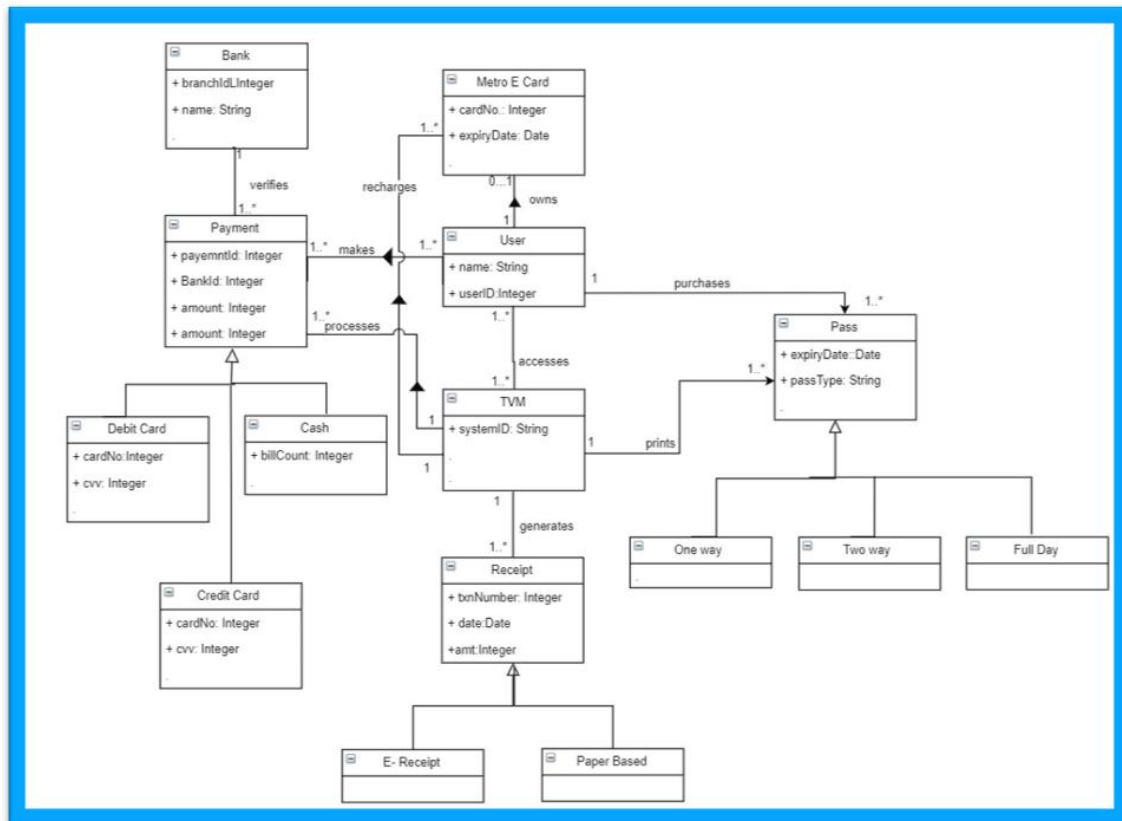 Bank
+ branchIdLInteger
+ name: String
.
1
verifies
1..*
Metro E Card
+ cardNo.: Integer
+ expiryDate: Date
.
1..*
recharges
0...1
owns
1
Payment
+ payemntId: Integer
+ BankId: Integer
+ amount: Integer
+ amount: Integer
1..*
makes
1..*
User
+ name: String
+ userID:Integer
1
purchases
1..*
1..*
processes
1..*
accesses
1..*
Pass
+ expiryDate::Date
+ passType: String
.
1..*
Debit Card
+ cardNo:Integer
+ cvv: Integer
.
Cash
+ billCount: Integer
.
1
1
TVM
+ systemID: String
.
.
1
prints
1
generates
1..*
One way
.
Two way
Full Day
Receipt
+ txnNumber: Integer
+ date:Date
+amt:Integer
Credit Card
+ cardNo: Integer
+ cvv: Integer
.
E- Receipt
Paper Based